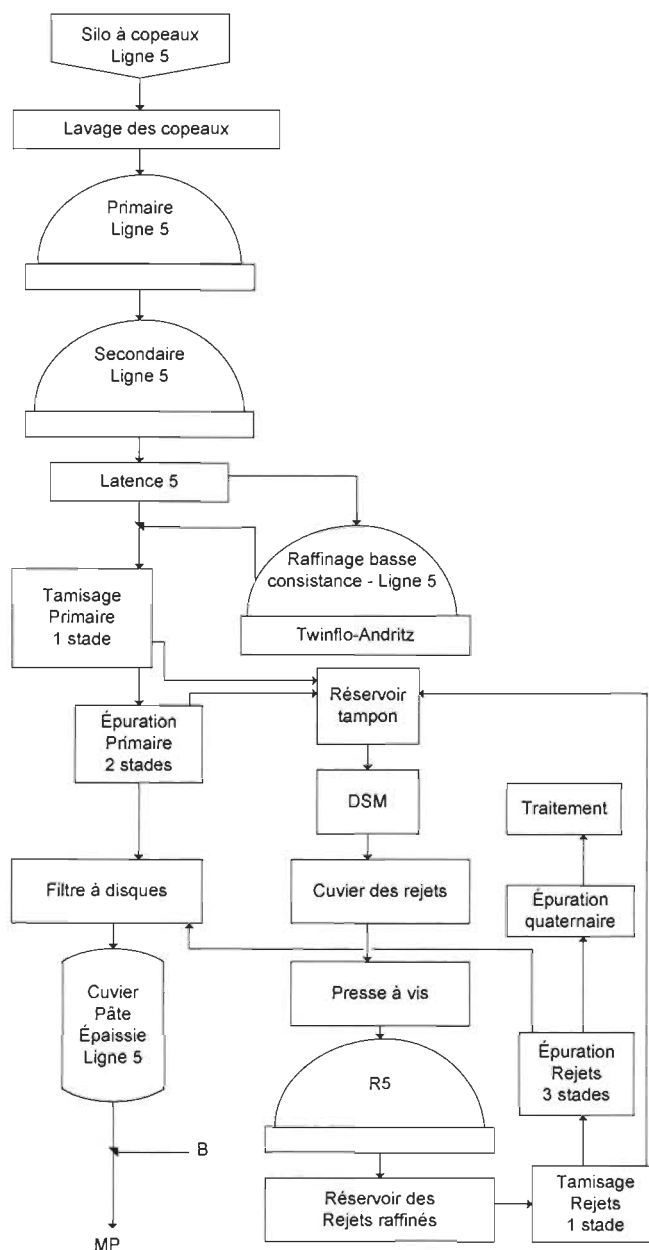 Silo à copeaux
Ligne 5
Lavage des copeaux
Primaire
Ligne 5
Secondaire
Ligne 5
Latence 5
Raffinage basse
consistance - Ligne 5
Twinflo-Andritz
Tamisage
Primaire
1 stade
Réservoir
tampon
Épuration
Primaire
2 stades
DSM
Traitement
Filtre à disques
Cuvier des rejets
Épuration
quaternaire
Cuvier
Pâte
Épaissie
Ligne 5
Presse à vis
Épuration
Rejets
3 stades
R5
B
Réservoir des
Rejets raffinés
Tamisage
Rejets
1 stade
MP